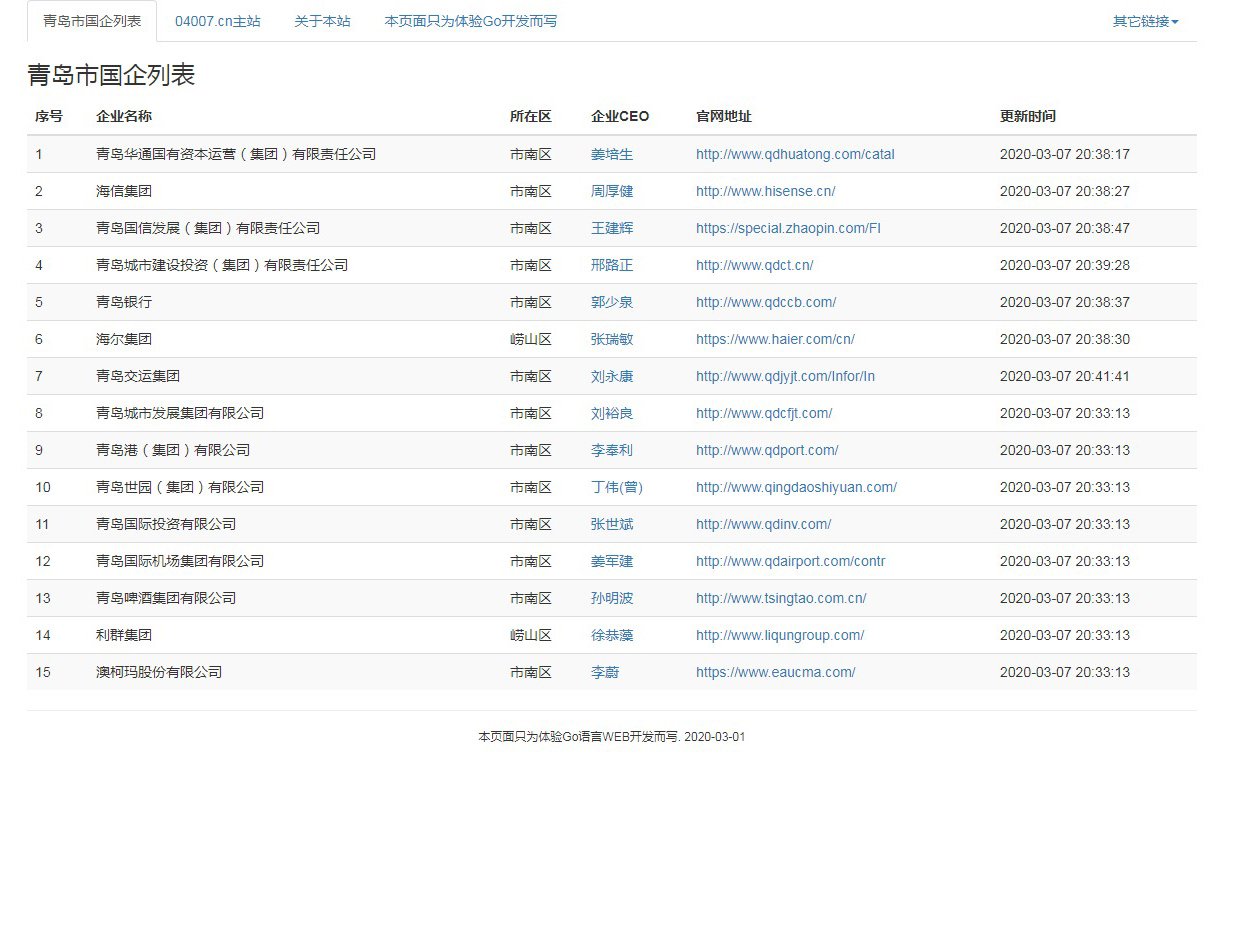 青岛市国企列表 04007.cn主站 关于本站 本页面只为体验Go开发而写 其它链接
青岛市国企列表
序号 企业名称 所在区 企业CEO 官网地址 更新时间
1 青岛华通国有资本运营（集团）有限责任公司 市南区 姜培生 http://www.qdhuatong.com/catal 2020-03-07 20:38:17
2 海信集团 市南区 周厚健 http://www.hisense.cn/ 2020-03-07 20:38:27
3 青岛国信发展（集团）有限责任公司 市南区 王建辉 https://special.zhaopin.com/FI 2020-03-07 20:38:47
4 青岛城市建设投资（集团）有限责任公司 市南区 邢路正 http://www.qdct.cn/ 2020-03-07 20:39:28
5 青岛银行 市南区 郭少泉 http://www.qdccb.com/ 2020-03-07 20:38:37
6 海尔集团 崂山区 张瑞敏 https://www.haier.com/cn/ 2020-03-07 20:38:30
7 青岛交运集团 市南区 刘永康 http://www.qdjyjt.com/Infor/In 2020-03-07 20:41:41
8 青岛城市发展集团有限公司 市南区 刘裕良 http://www.qdcfjt.com/ 2020-03-07 20:33:13
9 青岛港（集团）有限公司 市南区 李奉利 http://www.qdport.com/ 2020-03-07 20:33:13
10 青岛世园（集团）有限公司 市南区 丁伟(曾) http://www.qingdaoshiyuan.com/ 2020-03-07 20:33:13
11 青岛国际投资有限公司 市南区 张世斌 http://www.qdinv.com/ 2020-03-07 20:33:13
12 青岛国际机场集团有限公司 市南区 姜军建 http://www.qdairport.com/contr 2020-03-07 20:33:13
13 青岛啤酒集团有限公司 市南区 孙明波 http://www.tsingtao.com.cn/ 2020-03-07 20:33:13
14 利群集团 崂山区 徐恭藻 http://www.liqungroup.com/ 2020-03-07 20:33:13
15 澳柯玛股份有限公司 市南区 李蔚 https://www.eaucma.com/ 2020-03-07 20:33:13
本页面只为体验Go语言WEB开发而写. 2020-03-01